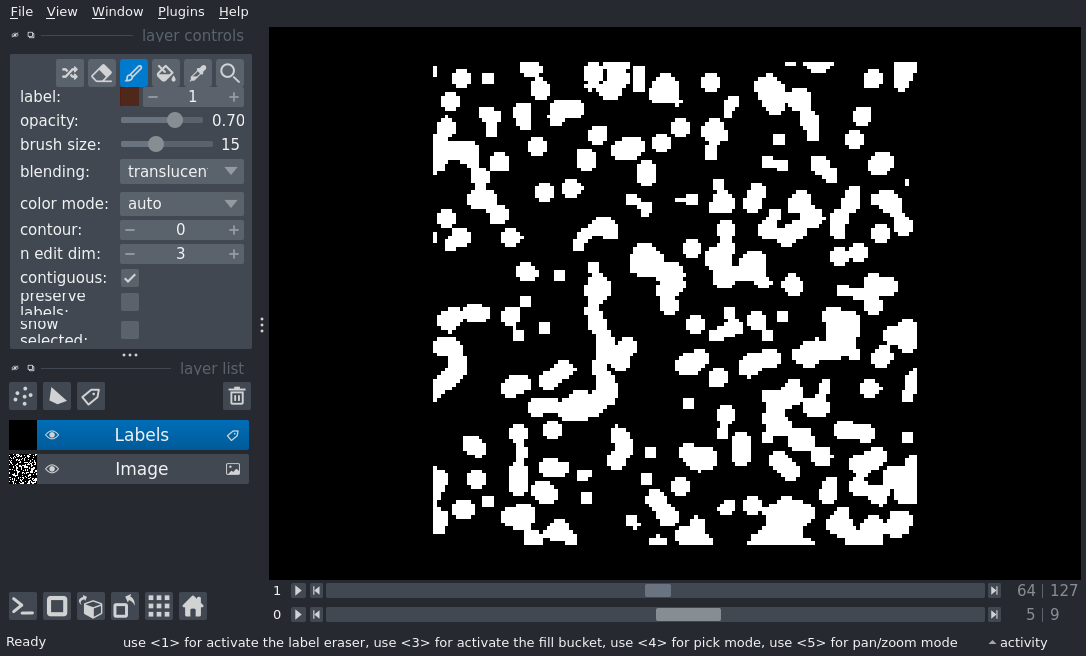 File View Window Plugins Help
layer controls
label: 1
opacity: 0.70
brush size: 15
blending: translucen
color mode: auto
contour: 0
n edit dim: 3
contiguous:
preserve
labels:
show
selected:
layer list
Labels
Image
1 64 | 127
0 5 | 9
Ready use <1> for activate the label eraser, use <3> for activate the fill bucket, use <4> for pick mode, use <5> for pan/zoom mode activity